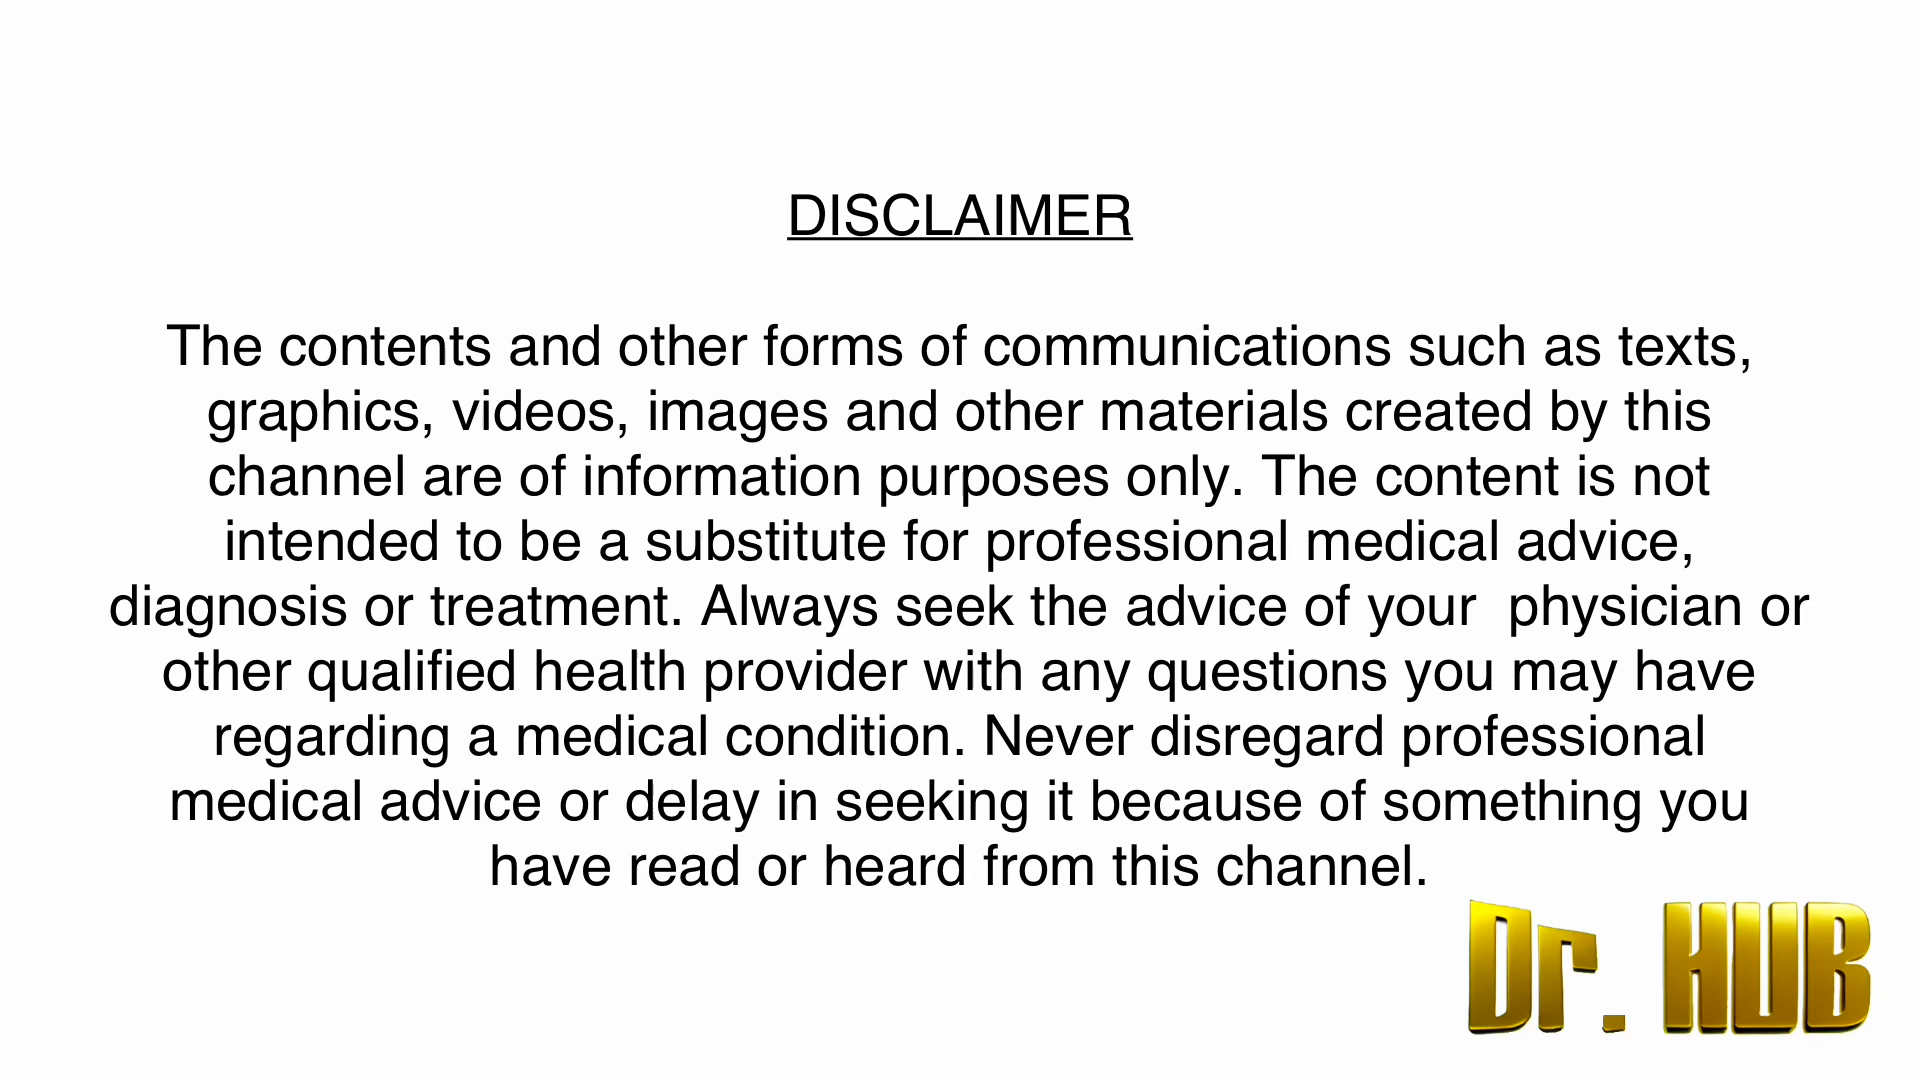 DISCLAIMER
The contents and other forms of communications such as texts,
graphics, videos, images and other materials created by this
channel are of information purposes only. The content is not
intended to be a substitute for professional medical advice,
diagnosis or treatment. Always seek the advice of your  physician or
other qualified health provider with any questions you may have
regarding a medical condition. Never disregard professional
medical advice or delay in seeking it because of something you
have read or heard from this channel.
Dr. HUB